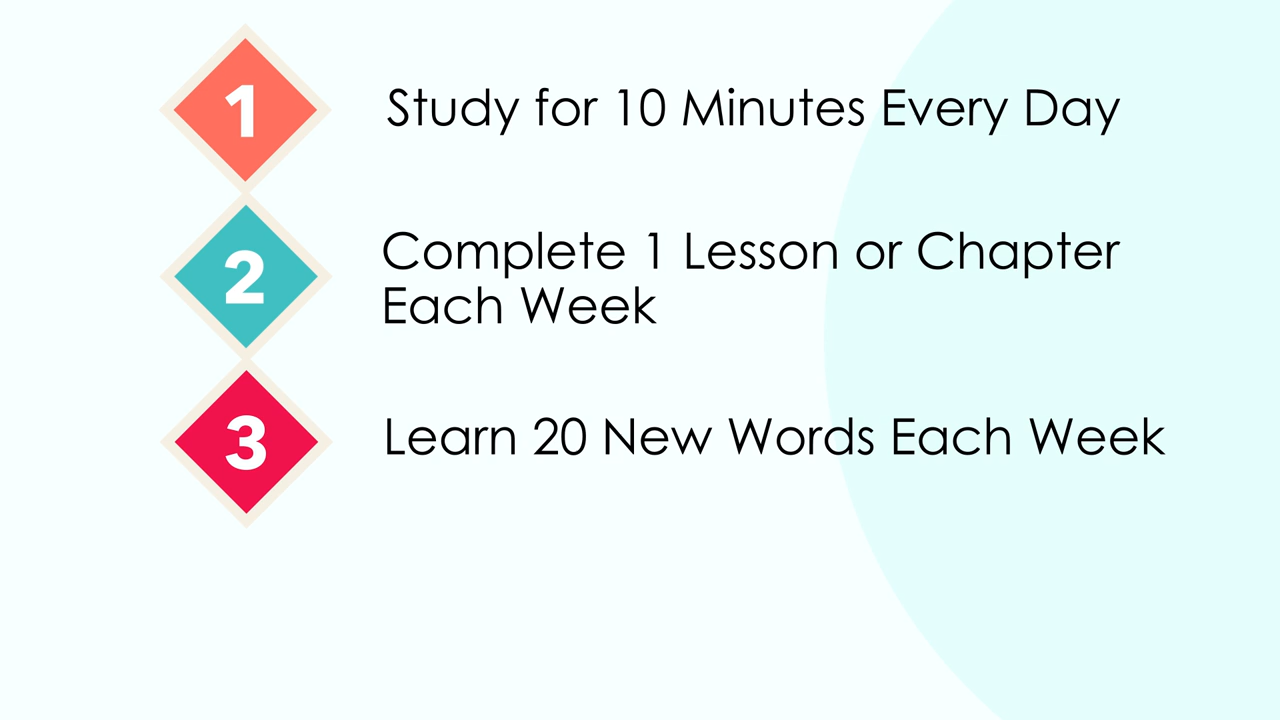 1 Study for 10 Minutes Every Day
2 Complete 1 Lesson or Chapter
Each Week
3 Learn 20 New Words Each Week